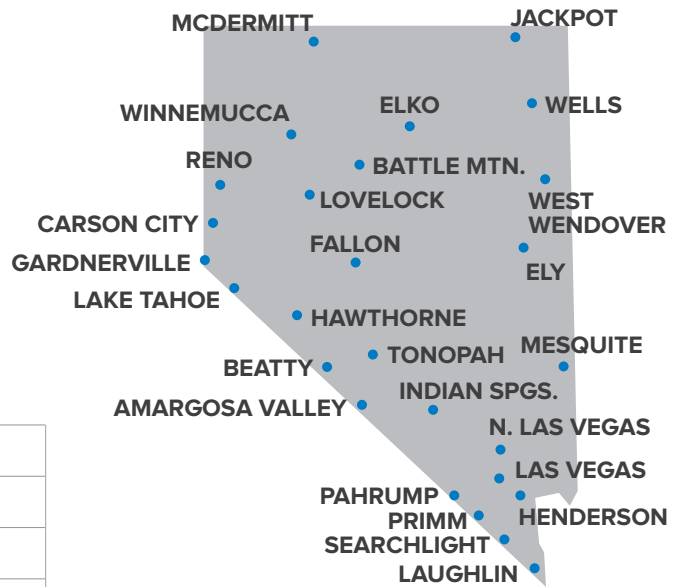 MCDERMITT
JACKPOT
WINNEMUCCA
ELKO
WELLS
RENO
BATTLE MTN.
LOVELOCK
WEST
WENDOVER
CARSON CITY
FALLON
GARDNERVILLE
ELY
LAKE TAHOE
HAWTHORNE
MESQUITE
TONOPAH
BEATTY
INDIAN SPGS.
AMARGOSA VALLEY
N. LAS VEGAS
LAS VEGAS
PAHRUMP
HENDERSON
PRIMM
SEARCHLIGHT
LAUGHLIN